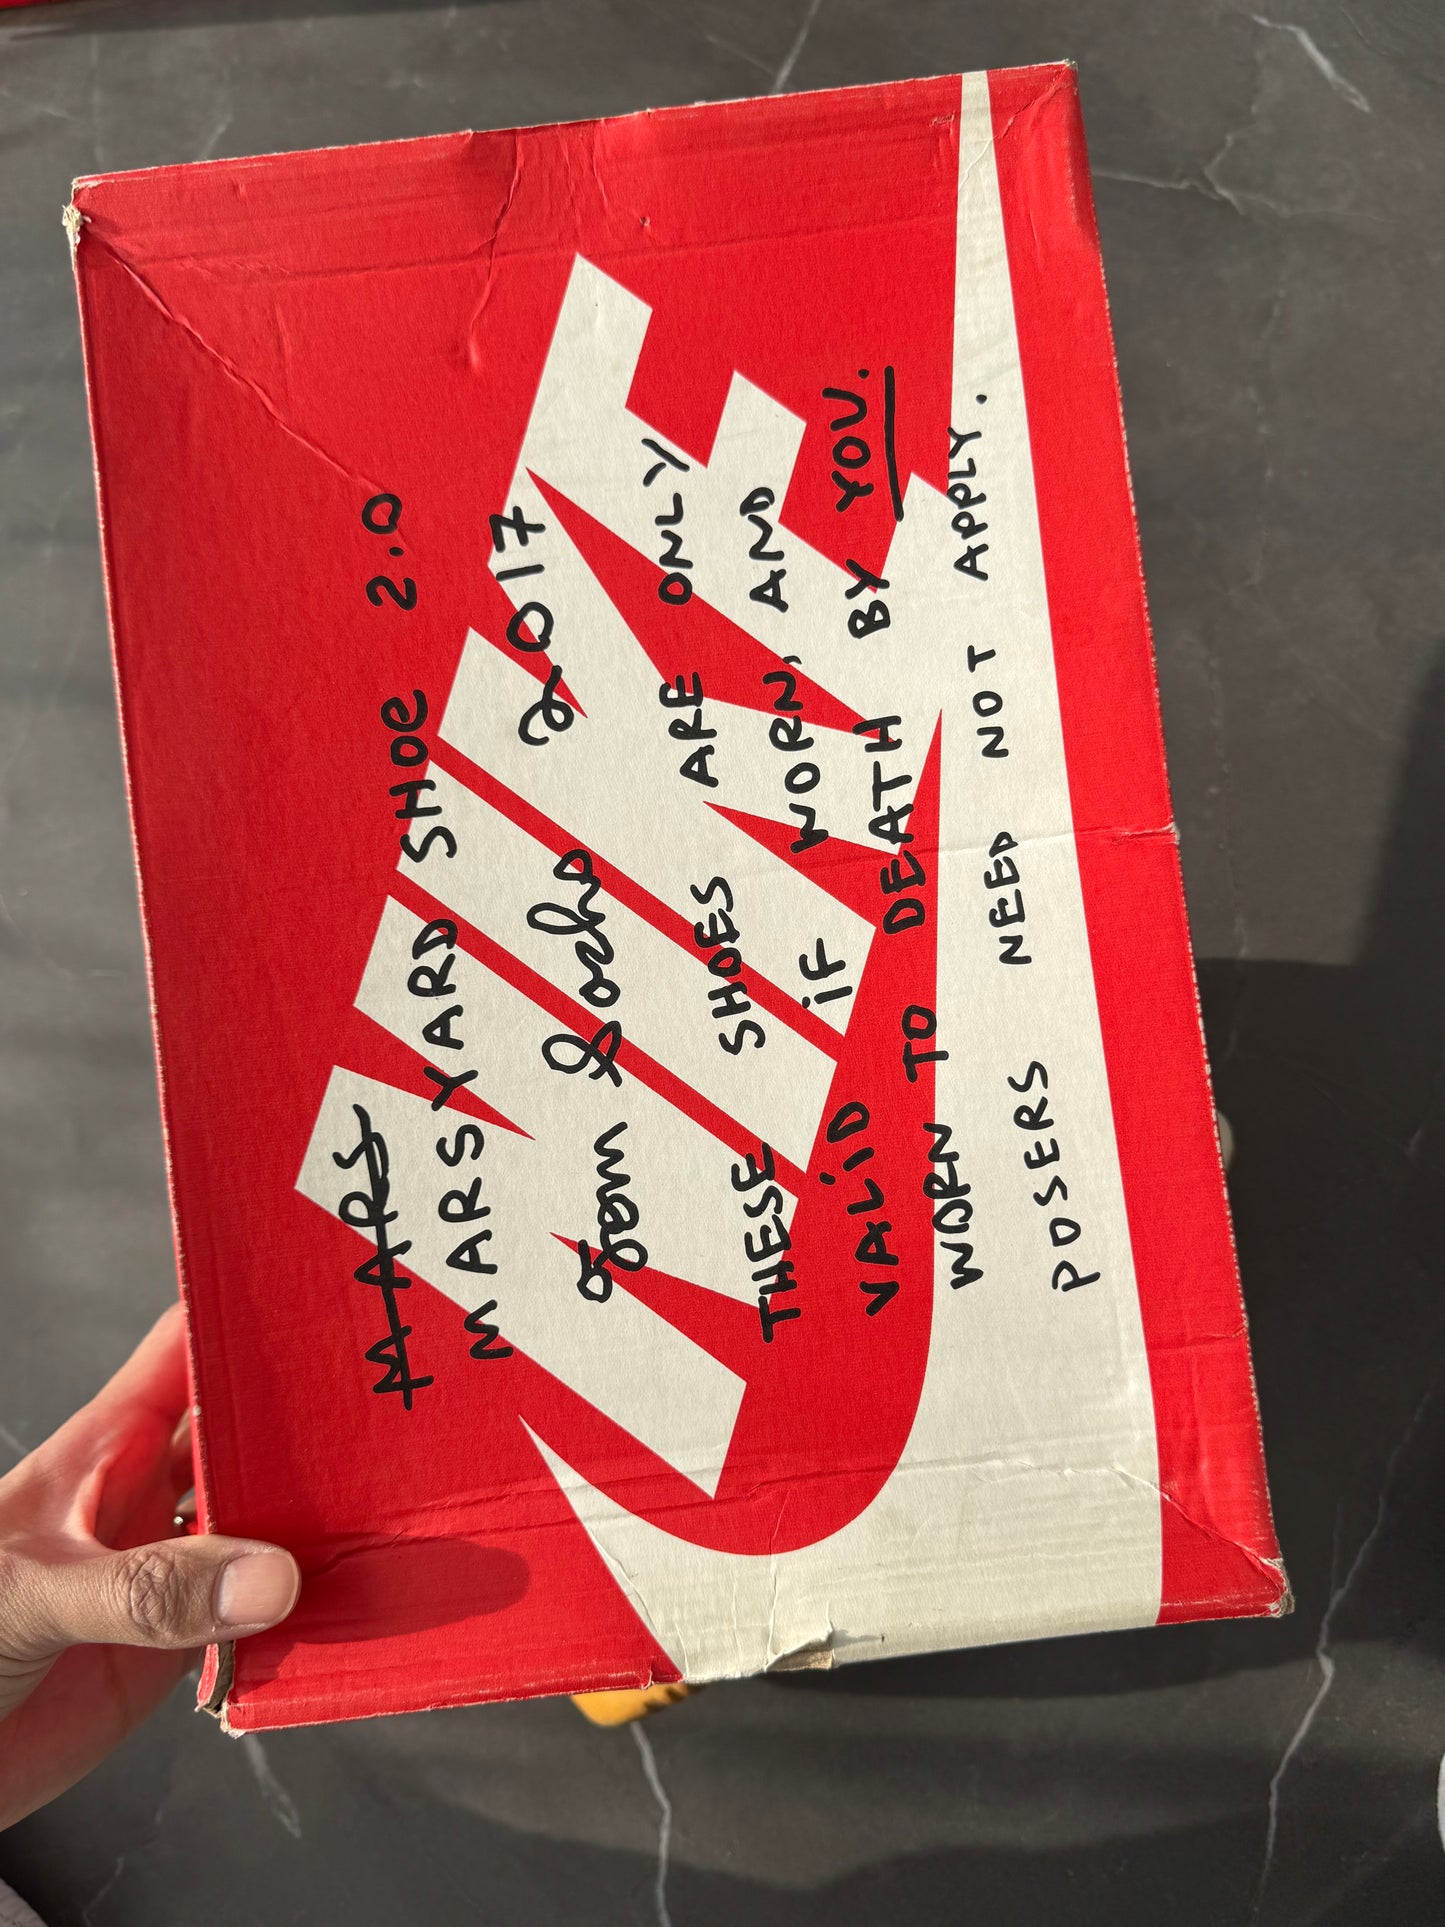 NIKE
MARS
MARS YARD SHOE 2.0
Tom Sachs 2017
THESE SHOES ARE ONLY
VALID IF WORN, AND
WORN TO DEATH BY YOU.
POSERS NEED NOT APPLY.